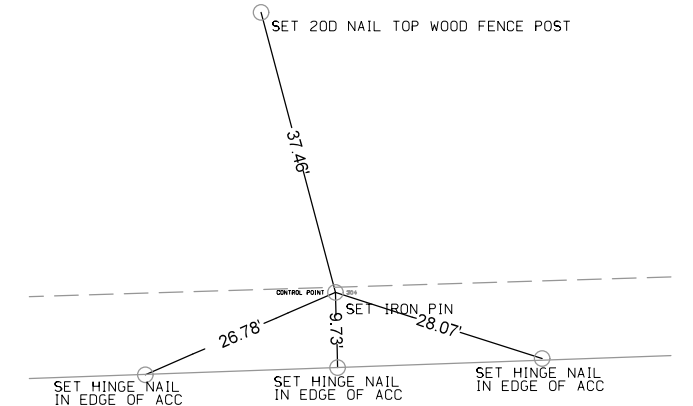 SET 20D NAIL TOP WOOD FENCE POST
37.46'
CONTROL POINT
SET IRON PIN
26.78'
9.73'
28.07'
SET HINGE NAIL
IN EDGE OF ACC
SET HINGE NAIL
IN EDGE OF ACC
SET HINGE NAIL
IN EDGE OF ACC